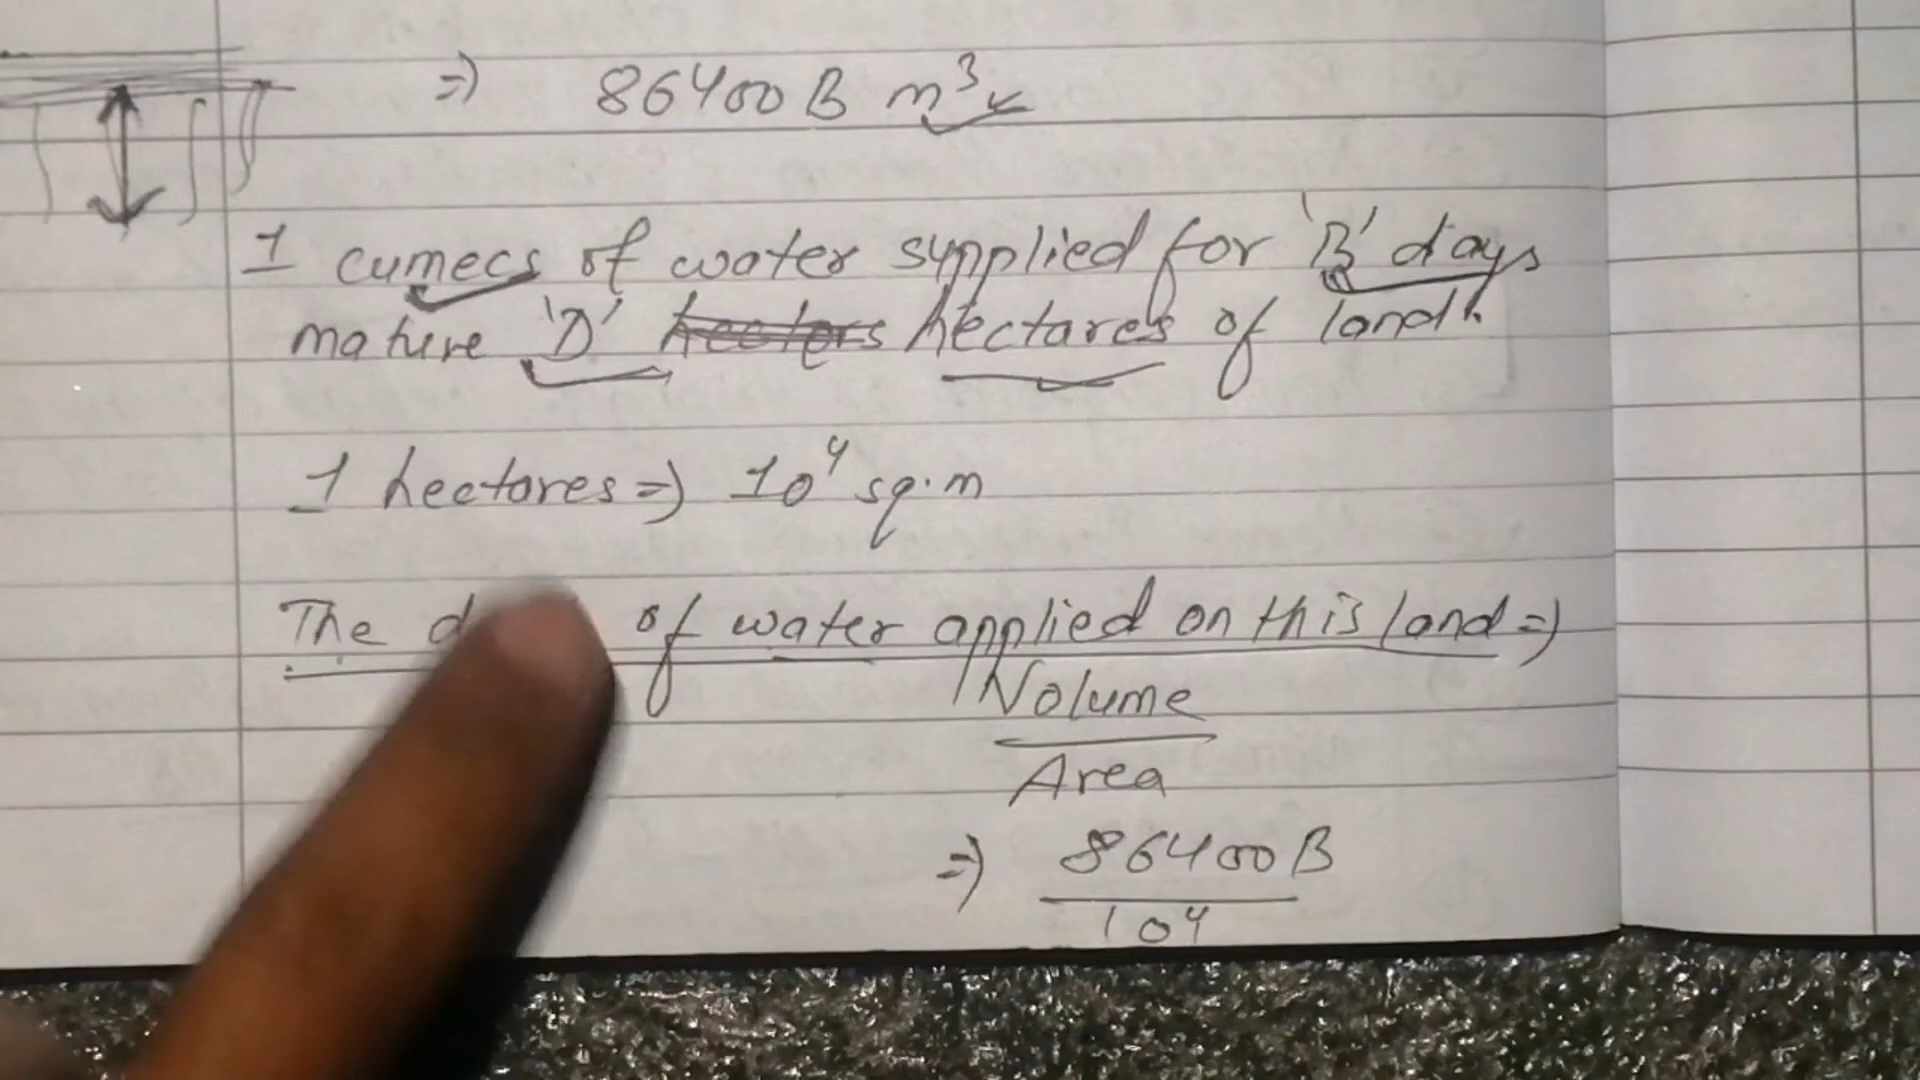 => 86400 B m³
1 cumecs of water supplied for 'B' days
mature 'D' hectares of land
1 hectares => 10⁴ sq.m
The of water applied on this land =>
Volume
Area
=> 86400 B
10⁴